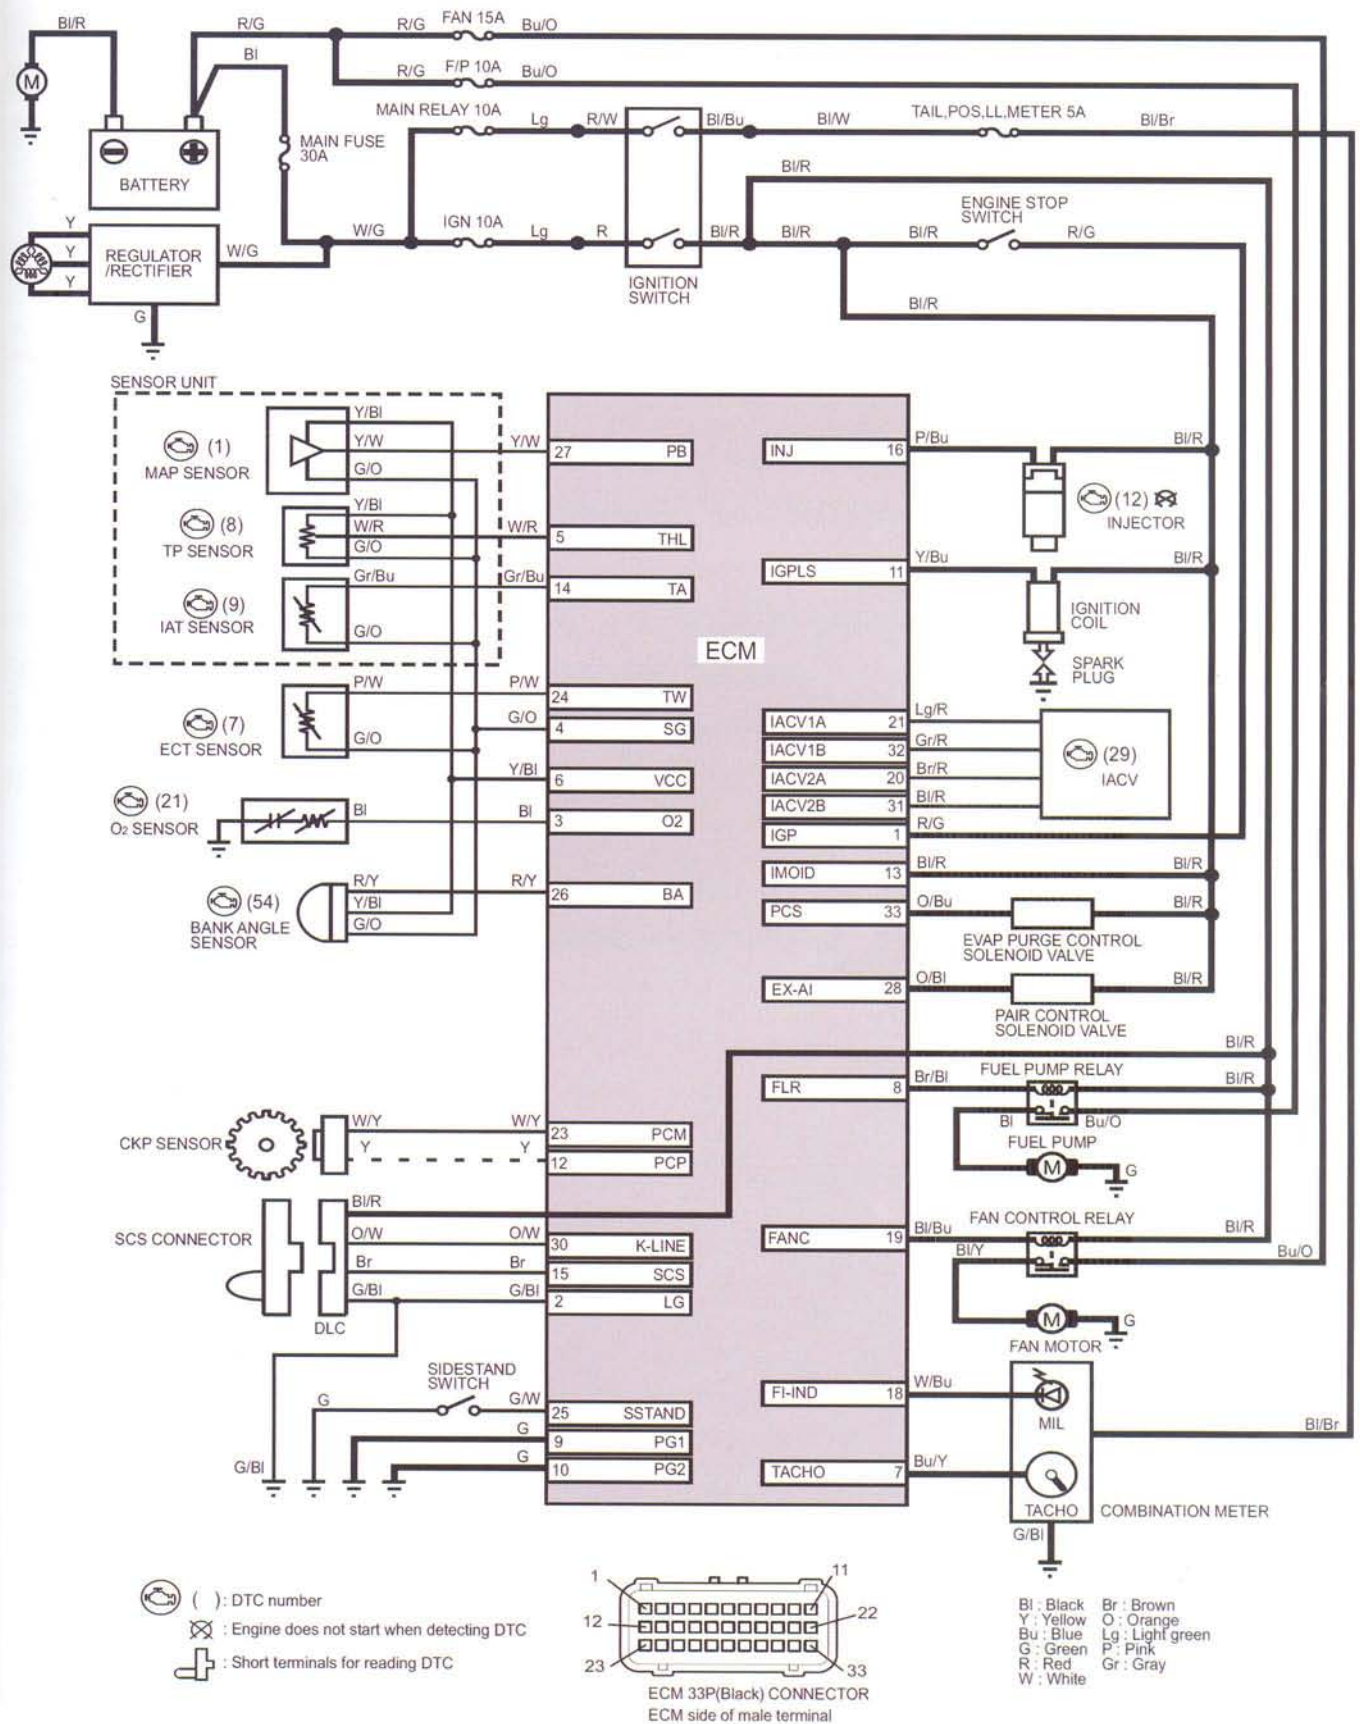 Bl/R
R/G
R/G
FAN 15A
Bu/O
Bl
R/G
F/P 10A
Bu/O
M
MAIN RELAY 10A
Lg
R/W
Bl/Bu
Bl/W
TAIL,POS,LL,METER 5A
Bl/Br
MAIN FUSE
30A
BATTERY
Bl/R
Y
Y
Y
REGULATOR
/RECTIFIER
W/G
W/G
IGN 10A
Lg
R
Bl/R
Bl/R
Bl/R
ENGINE STOP
SWITCH
R/G
IGNITION
SWITCH
Bl/R
G
SENSOR UNIT
(1)
MAP SENSOR
Y/Bl
Y/W
G/O
Y/W
27 PB
(8)
TP SENSOR
Y/Bl
W/R
G/O
W/R
5 THL
(9)
IAT SENSOR
Gr/Bu
G/O
Gr/Bu
14 TA
ECM
(7)
ECT SENSOR
P/W
G/O
P/W
24 TW
G/O
4 SG
Y/Bl
6 VCC
(21)
O2 SENSOR
Bl
Bl
3 O2
(54)
BANK ANGLE
SENSOR
R/Y
Y/Bl
G/O
R/Y
26 BA
INJ 16
P/Bu
Bl/R
(12)
INJECTOR
IGPLS 11
Y/Bu
Bl/R
IGNITION
COIL
SPARK
PLUG
IACV1A 21
Lg/R
IACV1B 32
Gr/R
IACV2A 20
Br/R
IACV2B 31
Bl/R
(29)
IACV
IGP 1
R/G
IMOID 13
Bl/R
Bl/R
PCS 33
O/Bu
Bl/R
EVAP PURGE CONTROL
SOLENOID VALVE
EX-AI 28
O/Bl
Bl/R
PAIR CONTROL
SOLENOID VALVE
Bl/R
FUEL PUMP RELAY
FLR 8
Br/Bl
Bl/R
Bl
Bu/O
FUEL PUMP
M
G
CKP SENSOR
W/Y
Y
W/Y
Y
23 PCM
12 PCP
SCS CONNECTOR
Bl/R
O/W
Br
G/Bl
O/W
Br
G/Bl
30 K-LINE
15 SCS
2 LG
DLC
FAN CONTROL RELAY
FANC 19
Bl/Bu
Bl/R
Bl/Y
Bu/O
M
G
FAN MOTOR
SIDESTAND
SWITCH
G
G/W
25 SSTAND
G
9 PG1
G
10 PG2
G/Bl
FI-IND 18
W/Bu
MIL
Bl/Br
TACHO 7
Bu/Y
TACHO
COMBINATION METER
G/Bl
( ) : DTC number
: Engine does not start when detecting DTC
: Short terminals for reading DTC
1
11
12
22
23
33
ECM 33P(Black) CONNECTOR
ECM side of male terminal
Bl : Black Br : Brown
Y : Yellow O : Orange
Bu : Blue Lg : Light green
G : Green P : Pink
R : Red Gr : Gray
W : White